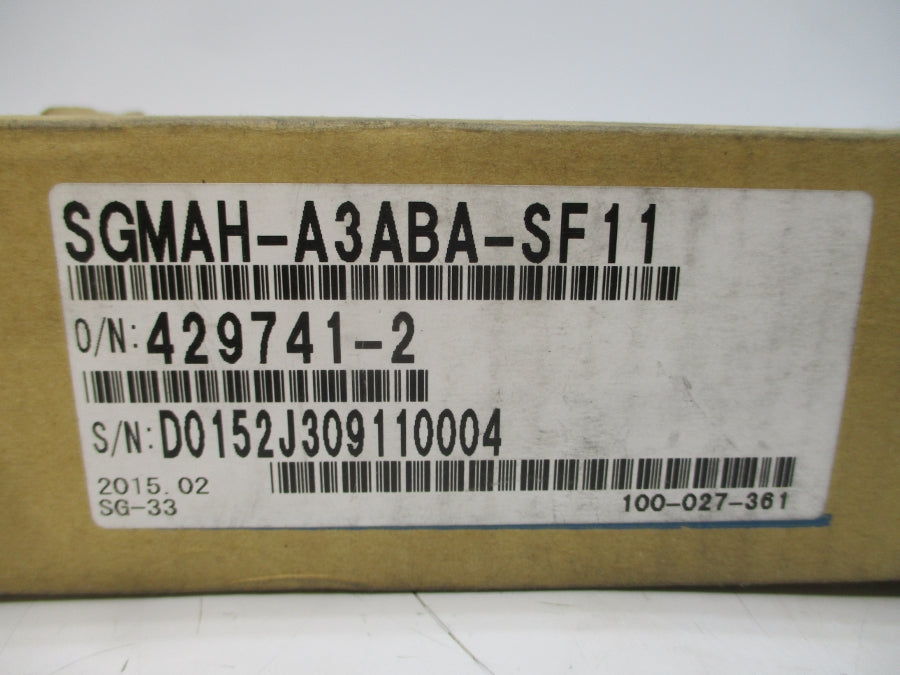 SGMAH-A3ABA-SF11
O/N: 429741-2
S/N: D0152J309110004
2015.02
SG-33
100-027-361